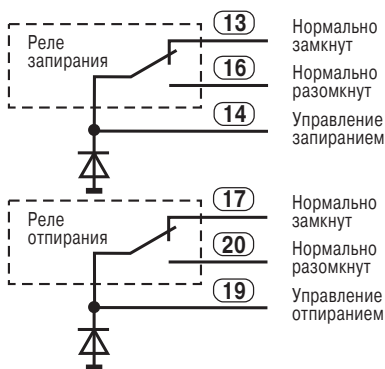 13
Нормально
замкнут
Реле
запирания
16
Нормально
разомкнут
14
Управление
запиранием
17
Нормально
замкнут
Реле
отпирания
20
Нормально
разомкнут
19
Управление
отпиранием